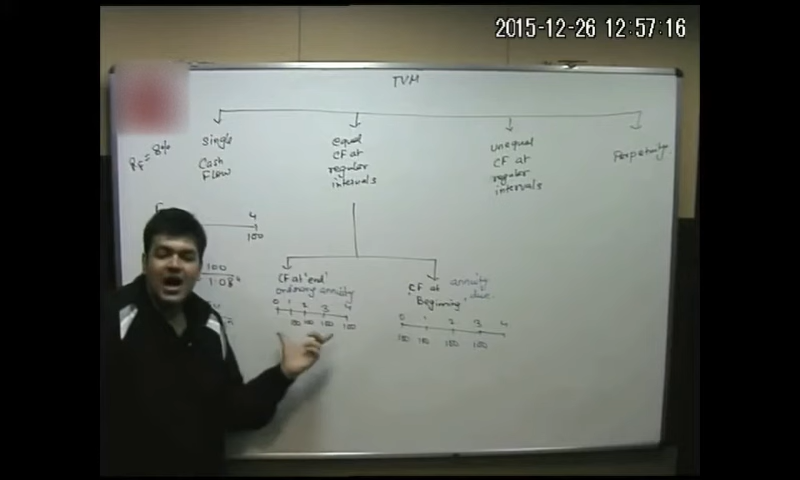 2015-12-26 12:57:16
TVM
Single
Cash
Flow
equal
CF at
regular
intervals
unequal
CF at
regular
intervals
Perpetuity
Rf = 8%
4
100
100
1.08⁴
CF at "end"
ordinary annuity
0 1 2 3 4
100 100 100 100
CF at annuity
"Beginning" due
0 1 2 3 4
100 100 100 100